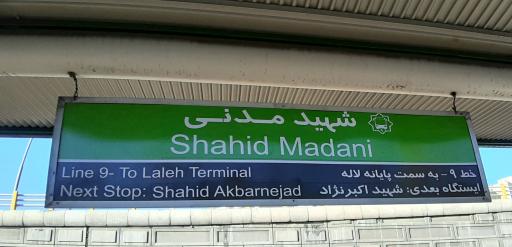 شهید مدنی
Shahid Madani
Line 9- To Laleh Terminal
خط ۹ - به سمت پایانه لاله
Next Stop: Shahid Akbarnejad
ایستگاه بعدی: شهید اکبرنژاد